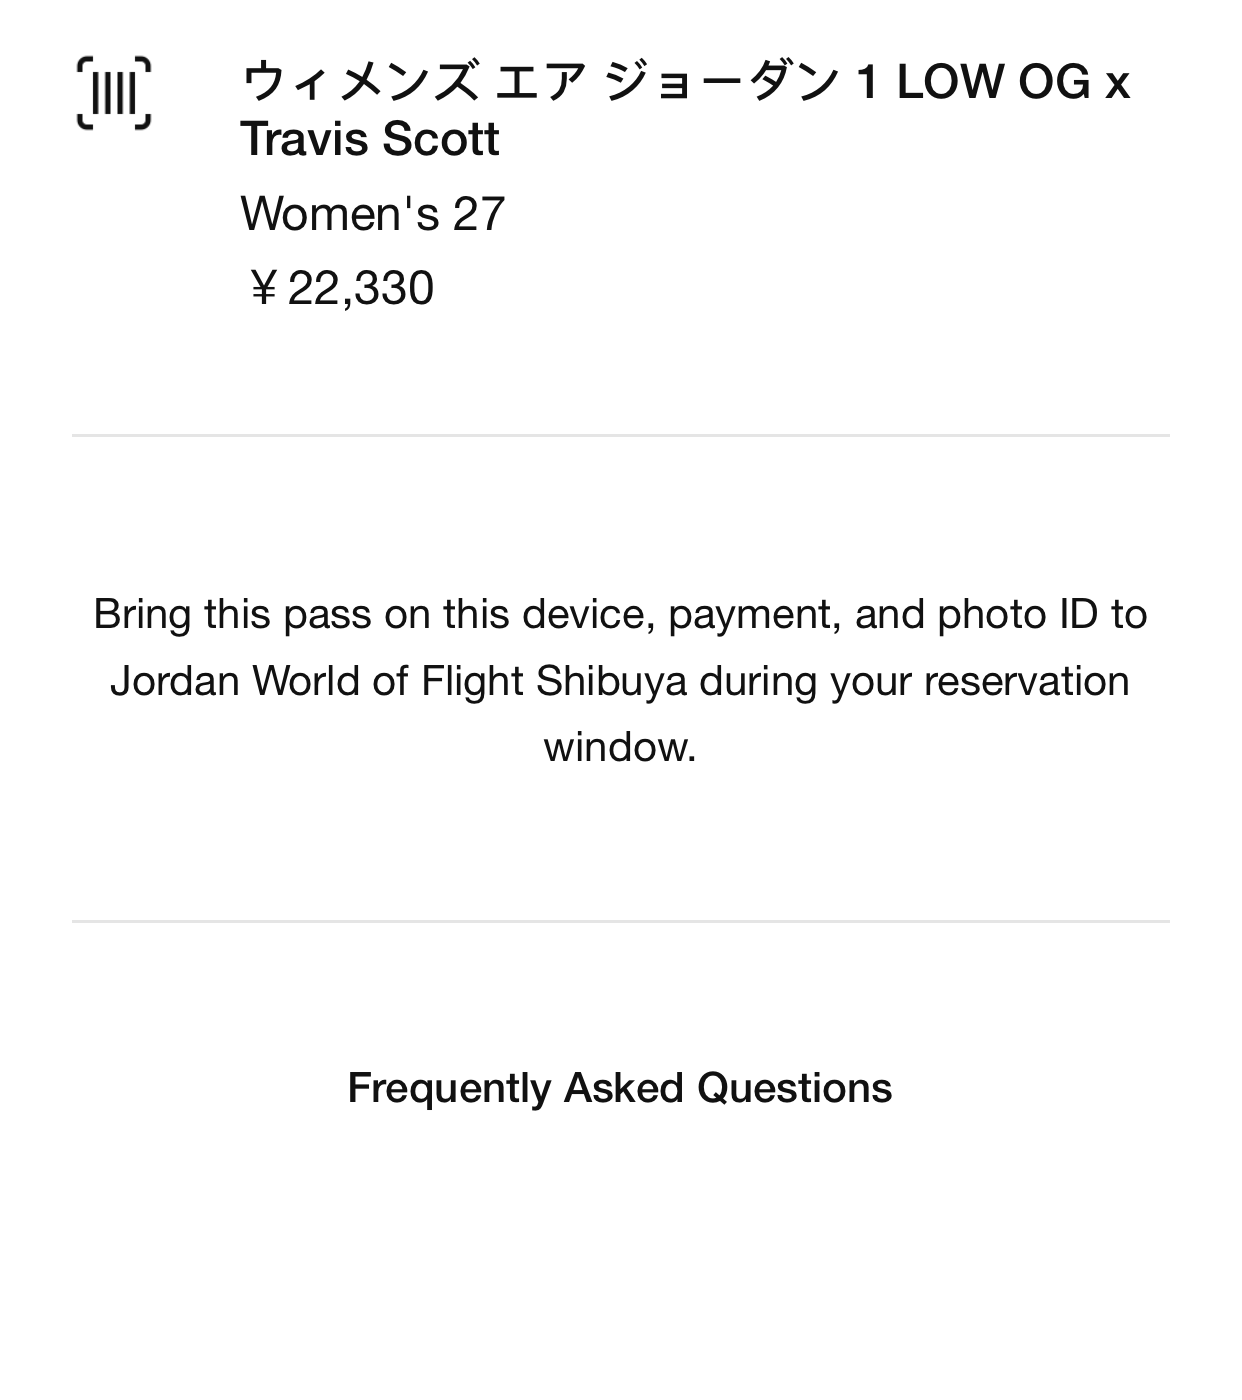 ウィメンズ エア ジョーダン 1 LOW OG x
Travis Scott
Women's 27
￥22,330
Bring this pass on this device, payment, and photo ID to
Jordan World of Flight Shibuya during your reservation
window.
Frequently Asked Questions